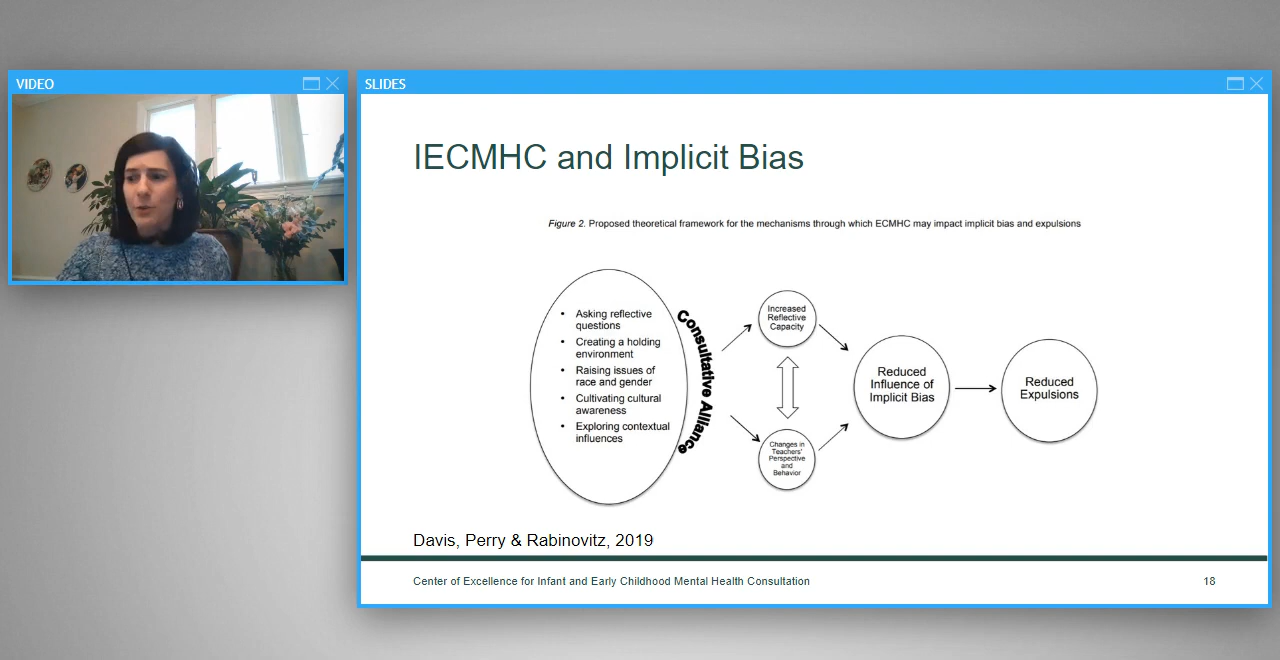 VIDEO
SLIDES
IECMHC and Implicit Bias
Figure 2. Proposed theoretical framework for the mechanisms through which ECMHC may impact implicit bias and expulsions
• Asking reflective
questions
• Creating a holding
environment
• Raising issues of
race and gender
• Cultivating cultural
awareness
• Exploring contextual
influences
Consultative Alliance
Increased
Reflective
Capacity
Changes in
Teachers'
Perspective
and
Behavior
Reduced
Influence of
Implicit Bias
Reduced
Expulsions
Davis, Perry & Rabinovitz, 2019
Center of Excellence for Infant and Early Childhood Mental Health Consultation
18